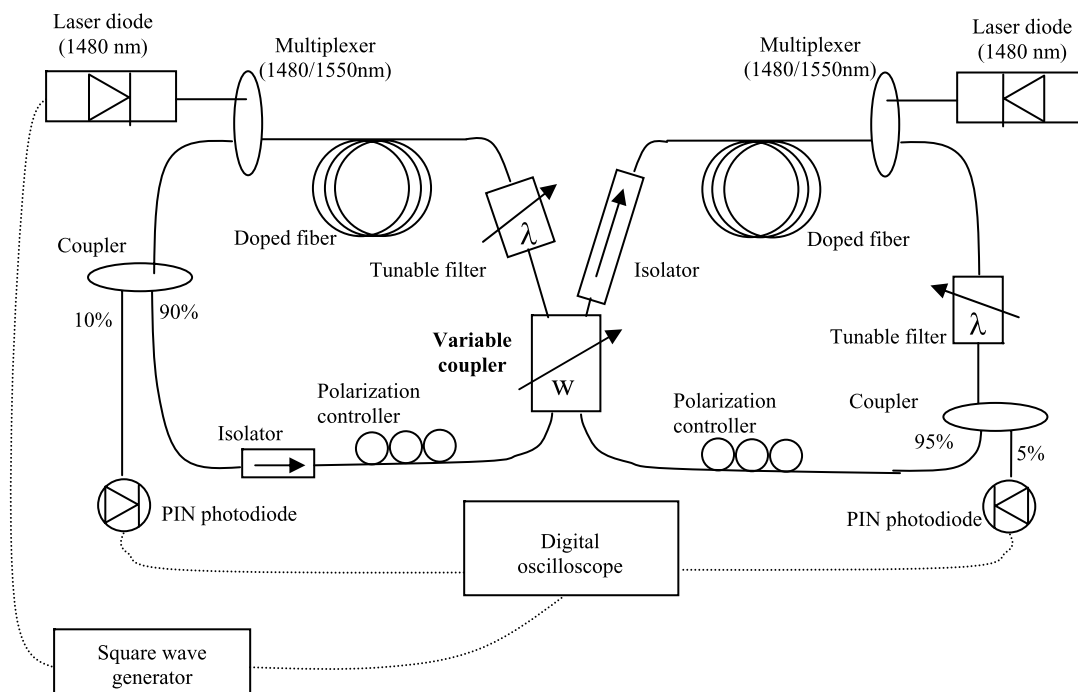 Laser diode
(1480 nm)
Multiplexer
(1480/1550nm)
Multiplexer
(1480/1550nm)
Laser diode
(1480 nm)
Doped fiber
λ
Tunable filter
Isolator
Doped fiber
Coupler
10%
90%
Variable
coupler
W
Tunable filter
λ
Polarization
controller
Isolator
Polarization
controller
Coupler
95%
5%
PIN photodiode
PIN photodiode
Digital
oscilloscope
Square wave
generator